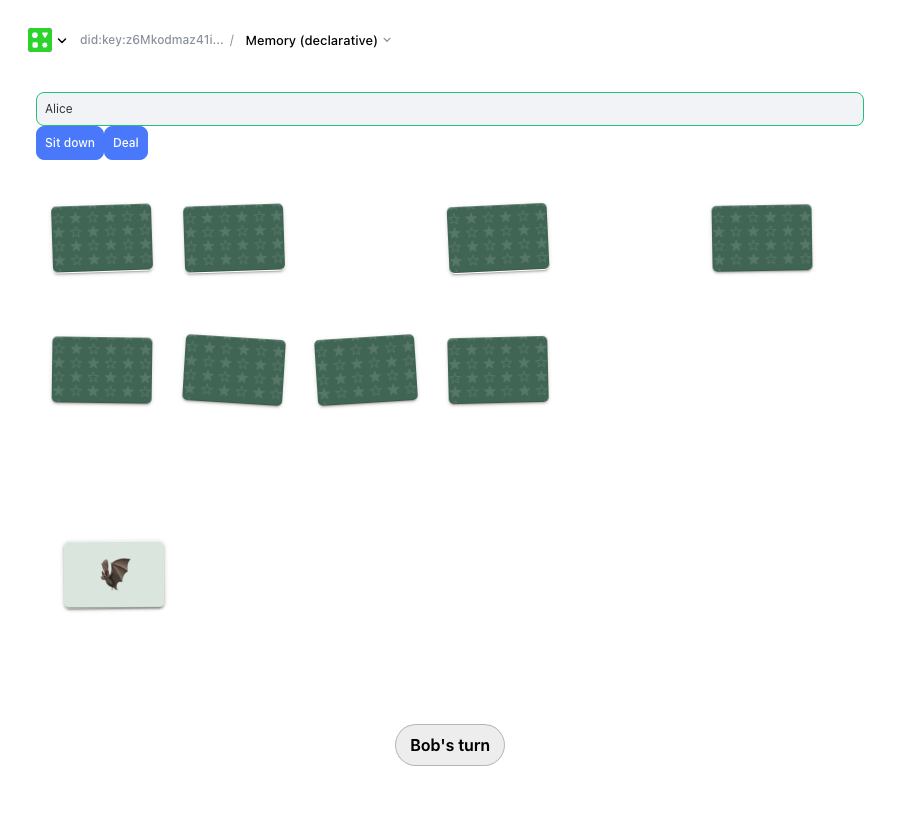 did:key:z6Mkodmaz41i... / Memory (declarative)
Alice
Sit down Deal
Bob's turn